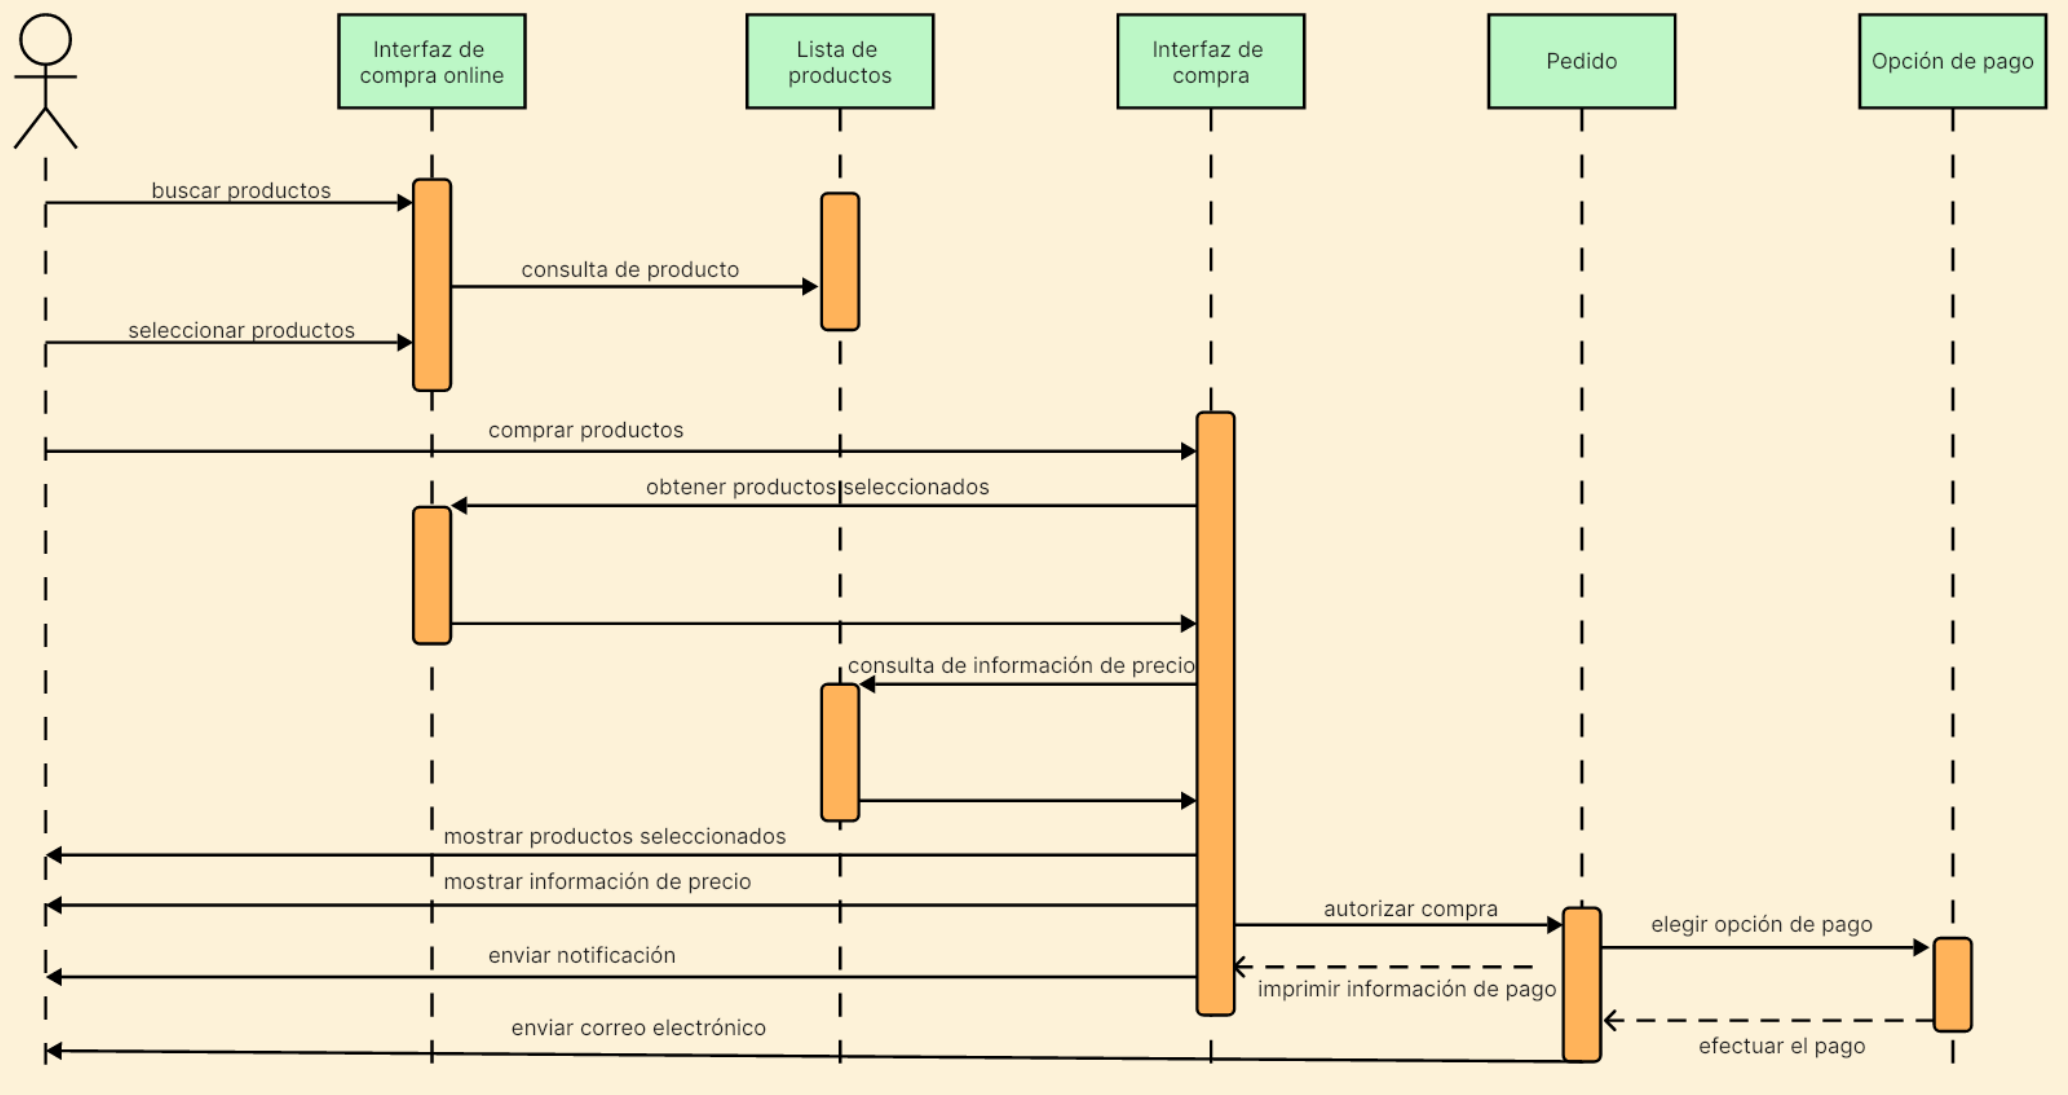 Interfaz de
compra online
Lista de
productos
Interfaz de
compra
Pedido
Opción de pago
buscar productos
consulta de producto
seleccionar productos
comprar productos
obtener productos seleccionados
consulta de información de precio
mostrar productos seleccionados
mostrar información de precio
autorizar compra
elegir opción de pago
enviar notificación
imprimir información de pago
enviar correo electrónico
efectuar el pago